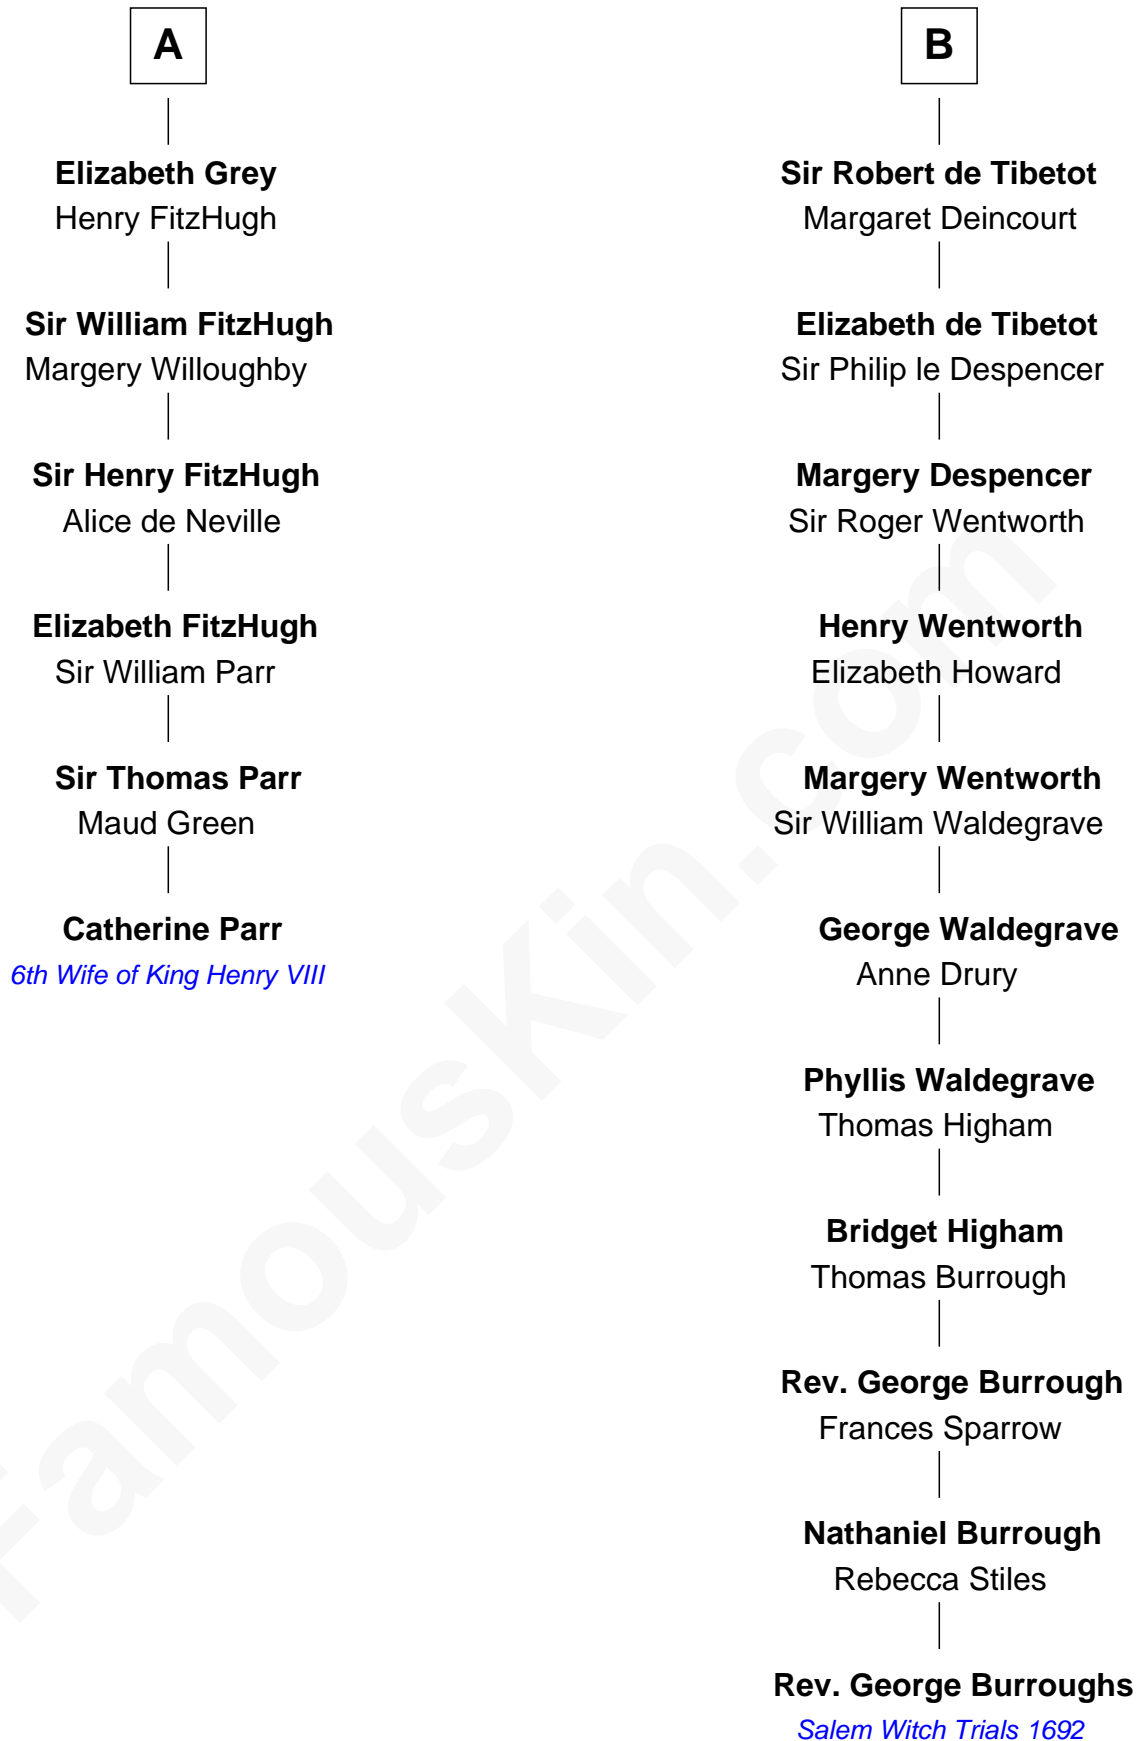 A
Elizabeth Grey
Henry FitzHugh
Sir William FitzHugh
Margery Willoughby
Sir Henry FitzHugh
Alice de Neville
Elizabeth FitzHugh
Sir William Parr
Sir Thomas Parr
Maud Green
Catherine Parr
6th Wife of King Henry VIII
B
Sir Robert de Tibetot
Margaret Deincourt
Elizabeth de Tibetot
Sir Philip le Despencer
Margery Despencer
Sir Roger Wentworth
Henry Wentworth
Elizabeth Howard
Margery Wentworth
Sir William Waldegrave
George Waldegrave
Anne Drury
Phyllis Waldegrave
Thomas Higham
Bridget Higham
Thomas Burrough
Rev. George Burrough
Frances Sparrow
Nathaniel Burrough
Rebecca Stiles
Rev. George Burroughs
Salem Witch Trials 1692
FamousKin.com